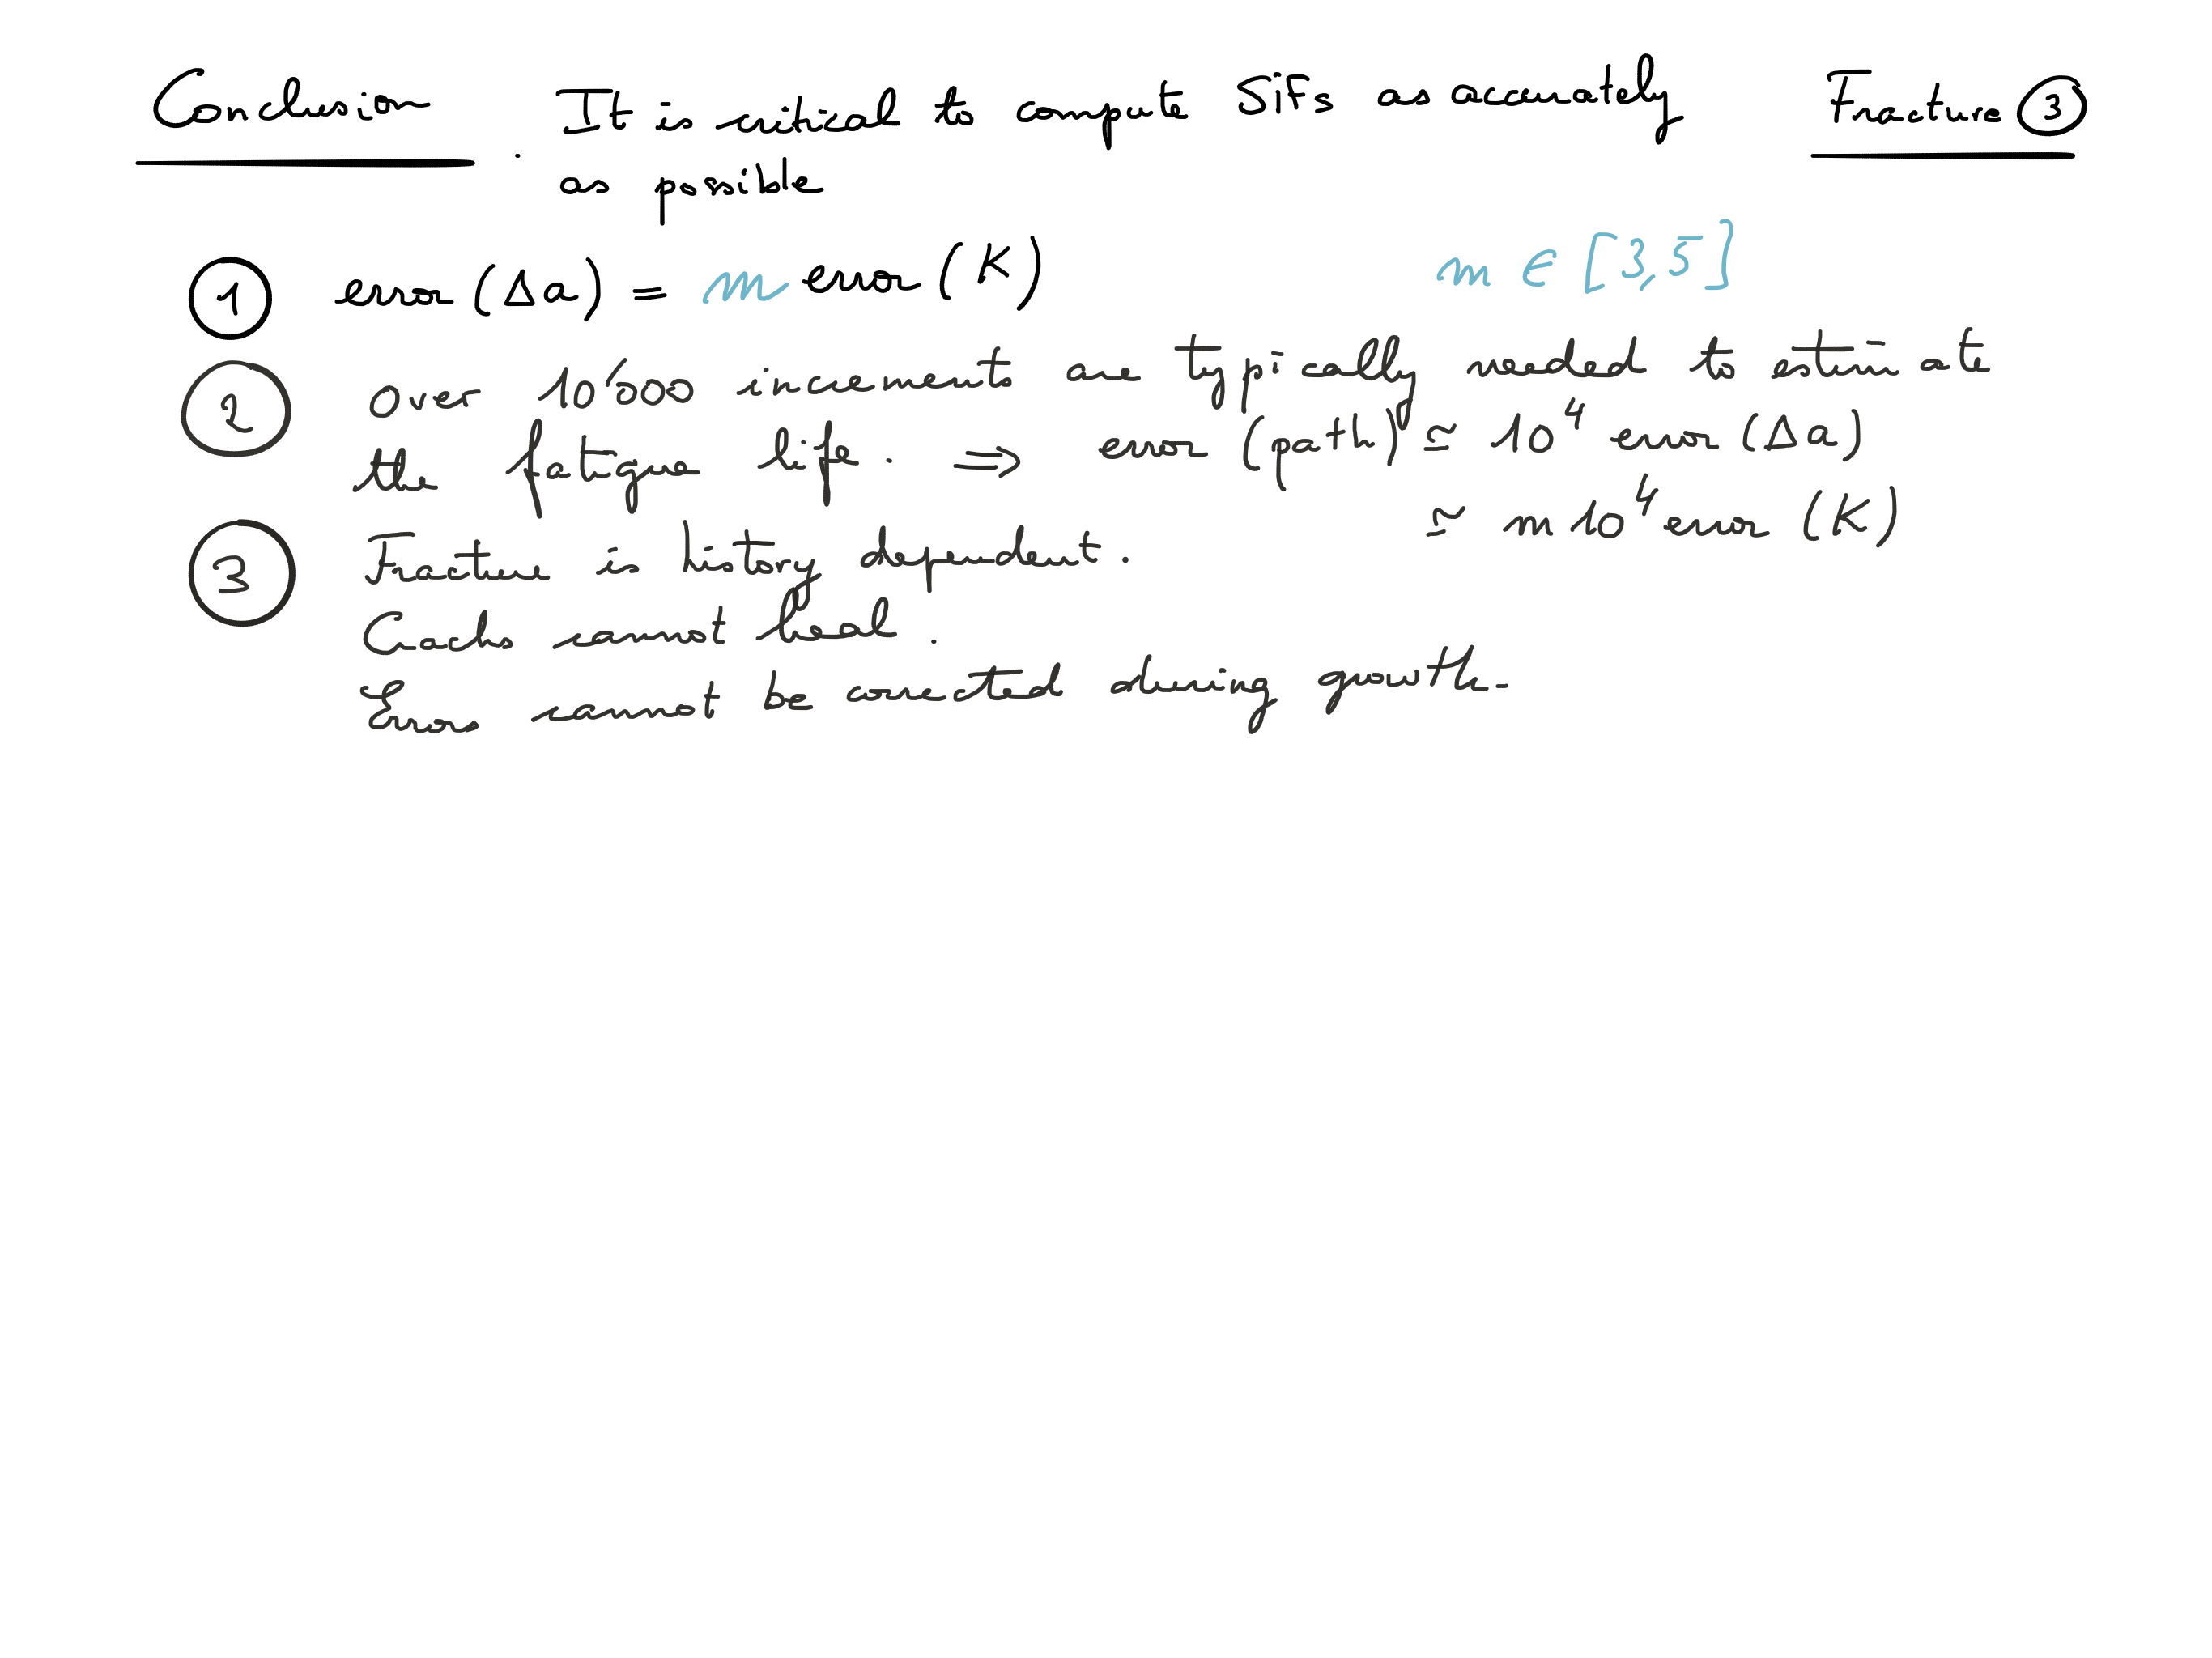 Conclusion . It is critical to compute SIFs as accurately Fracture ③
as possible
① error (Δa) = m error (K) m ∈ [3,5]
② over 10'000 increments are typically needed to attain at
the fatigue life. ⇒ error (path) ≃ 10⁴ error (Δa)
≃ m 10⁴ error (K)
③ Fracture is history dependent.
Cracks cannot heal.
Errors cannot be corrected during growth.